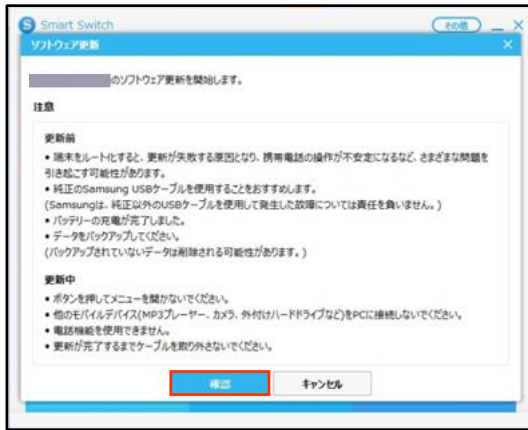 Smart Switch
その他
ソフトウェア更新
のソフトウェア更新を開始します。
注意
更新前
• 端末をルート化すると、更新が失敗する原因となり、携帯電話の操作が不安定になるなど、さまざまな問題を
引き起こす可能性があります。
• 純正のSamsung USBケーブルを使用することをおすすめします。
(Samsungは、純正以外のUSBケーブルを使用して発生した故障については責任を負いません。)
• バッテリーの充電が完了しました。
• データをバックアップしてください。
(バックアップされていないデータは削除される可能性があります。)
更新中
• ボタンを押してメニューを開かないでください。
• 他のモバイルデバイス(MP3プレーヤー、カメラ、外付けハードドライブなど)をPCに接続しないでください。
• 電話機能を使用できません。
• 更新が完了するまでケーブルを取り外さないでください。
確認
キャンセル